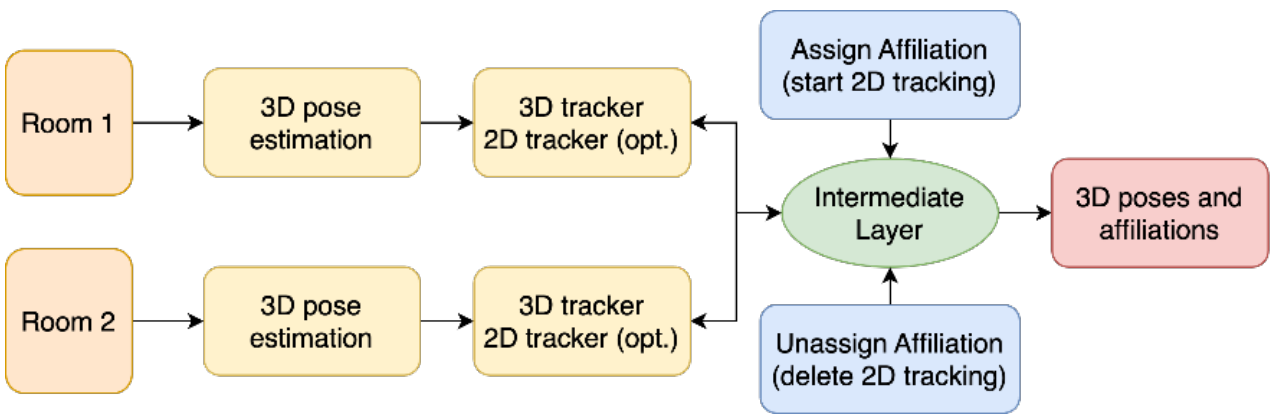 Room 1
3D pose
estimation
3D tracker
2D tracker (opt.)
Room 2
3D pose
estimation
3D tracker
2D tracker (opt.)
Assign Affiliation
(start 2D tracking)
Intermediate
Layer
Unassign Affiliation
(delete 2D tracking)
3D poses and
affiliations